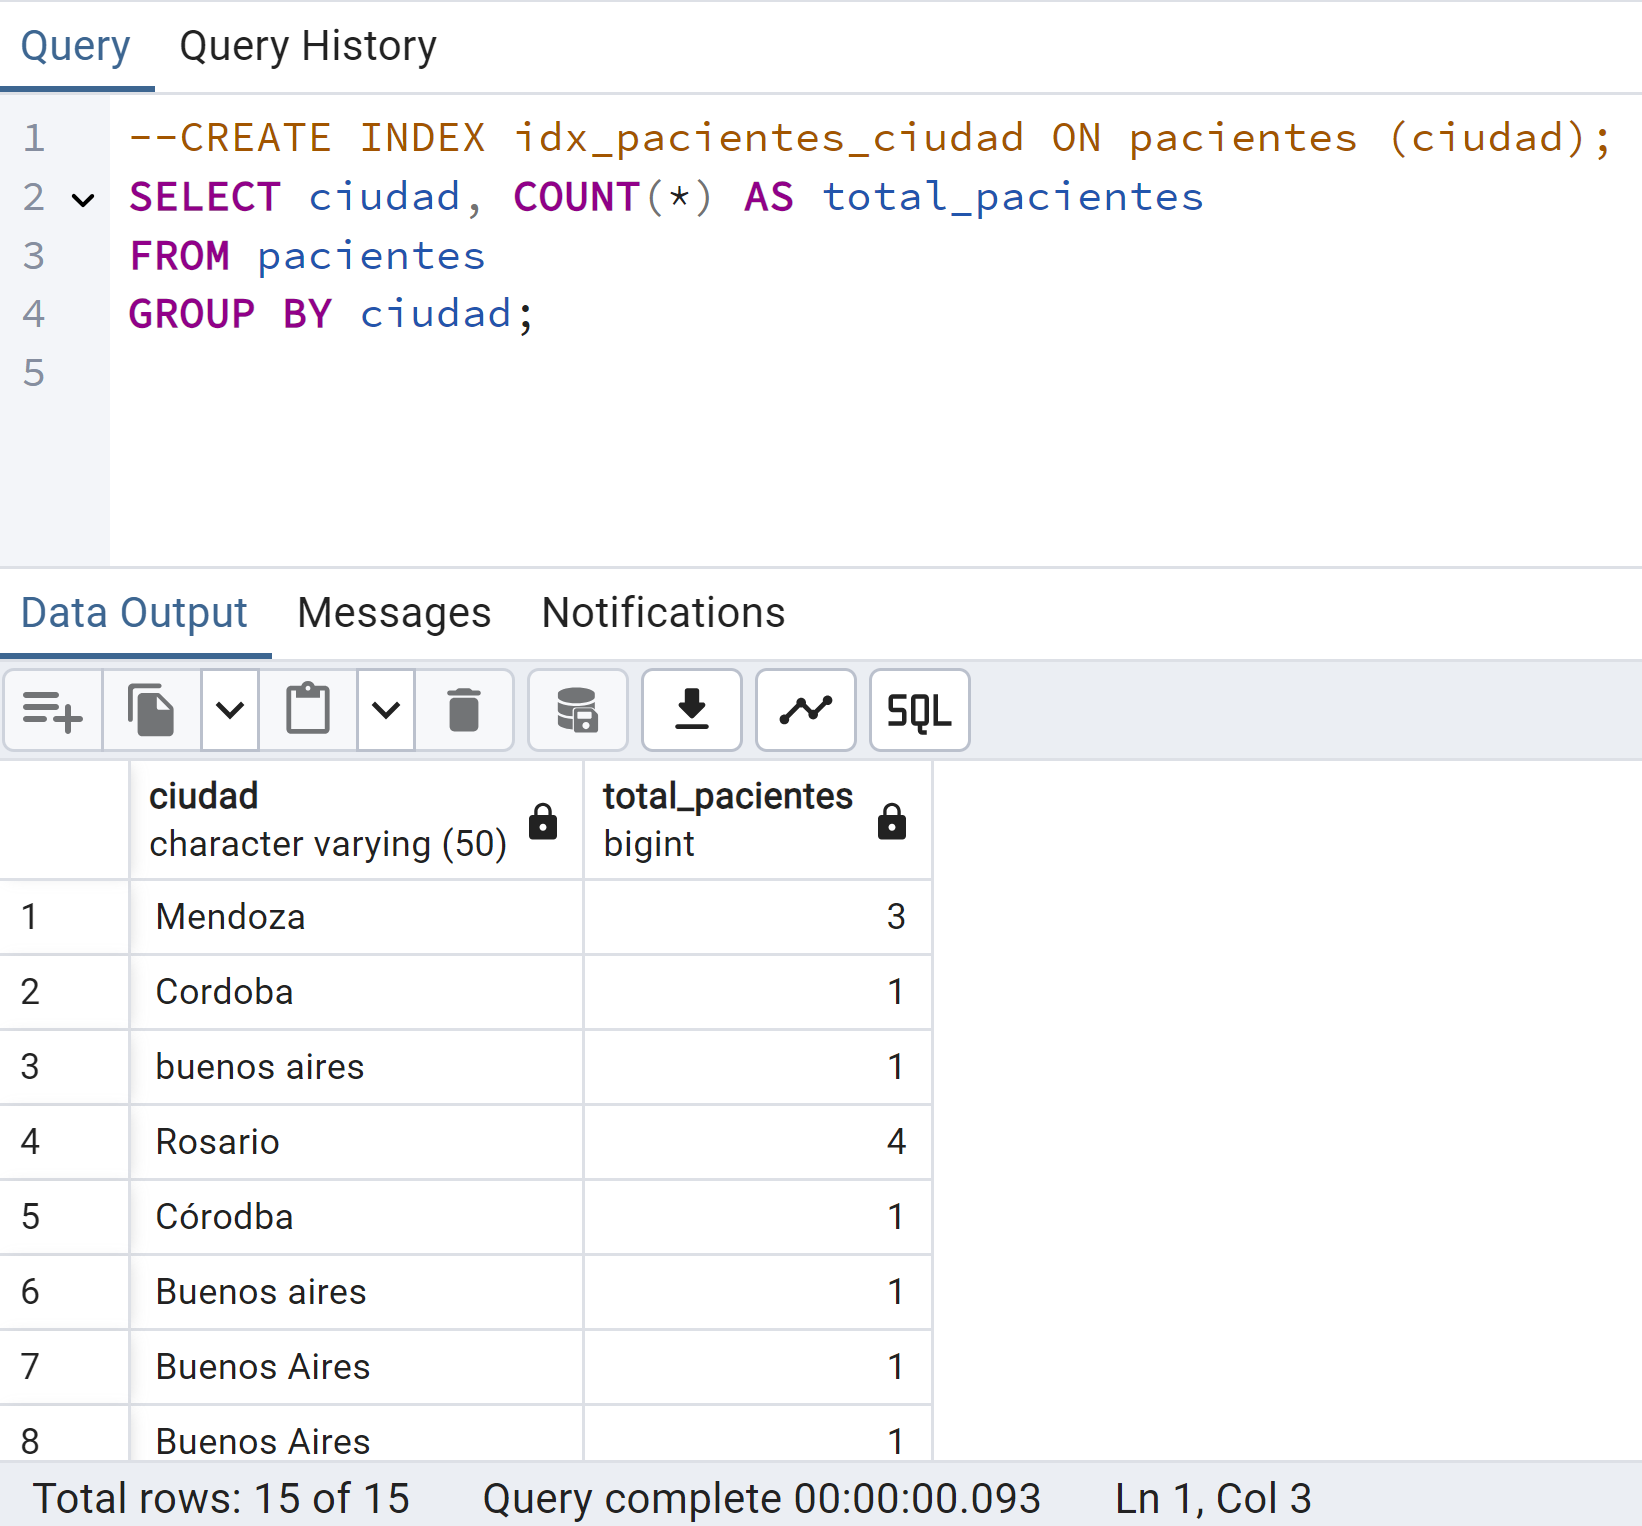 Query Query History
1 --CREATE INDEX idx_pacientes_ciudad ON pacientes (ciudad);
2 SELECT ciudad, COUNT(*) AS total_pacientes
3 FROM pacientes
4 GROUP BY ciudad;
5
Data Output Messages Notifications
SQL
ciudad total_pacientes
character varying (50) bigint
1 Mendoza 3
2 Cordoba 1
3 buenos aires 1
4 Rosario 4
5 Córodba 1
6 Buenos aires 1
7 Buenos Aires 1
8 Buenos Aires 1
Total rows: 15 of 15 Query complete 00:00:00.093 Ln 1, Col 3